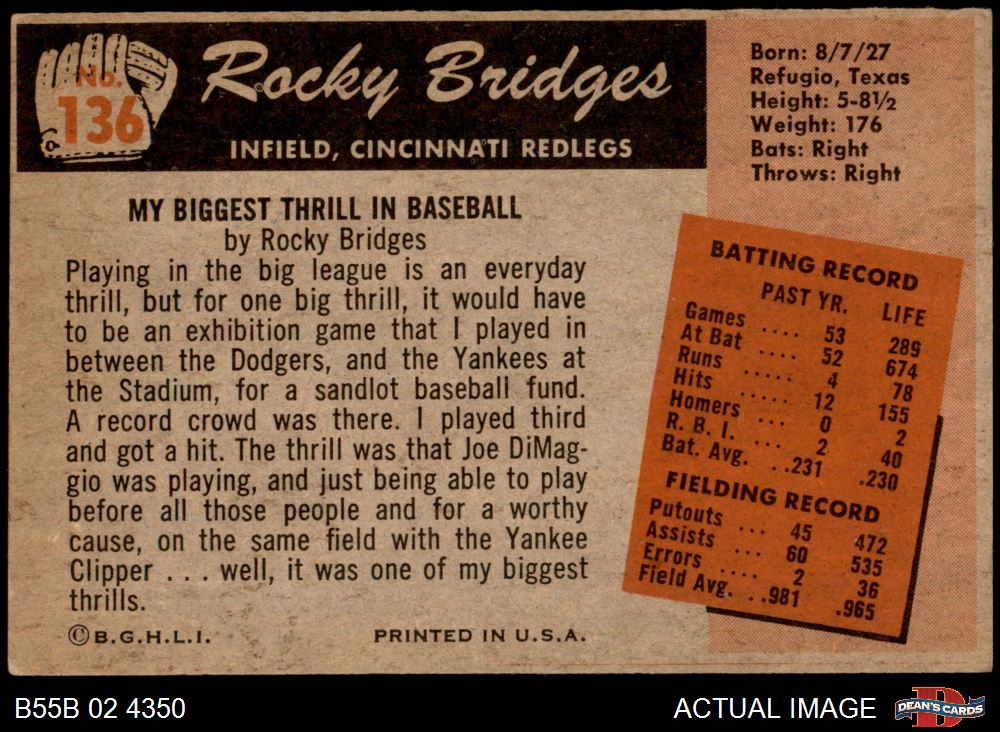 No.
136
Rocky Bridges
INFIELD, CINCINNATI REDLEGS
MY BIGGEST THRILL IN BASEBALL
by Rocky Bridges
Playing in the big league is an everyday
thrill, but for one big thrill, it would have
to be an exhibition game that I played in
between the Dodgers, and the Yankees at
the Stadium, for a sandlot baseball fund.
A record crowd was there. I played third
and got a hit. The thrill was that Joe DiMag-
gio was playing, and just being able to play
before all those people and for a worthy
cause, on the same field with the Yankee
Clipper . . . well, it was one of my biggest
thrills.
©B.G.H.L.I. PRINTED IN U.S.A.
Born: 8/7/27
Refugio, Texas
Height: 5-8½
Weight: 176
Bats: Right
Throws: Right
BATTING RECORD
PAST YR. LIFE
Games .... 53 289
At Bat .... 52 674
Runs ..... 4 78
Hits ..... 12 155
Homers ... 0 2
R. B. I. ... 2 40
Bat. Avg. ..231 .230
FIELDING RECORD
Putouts ... 45 472
Assists ... 60 535
Errors .... 2 36
Field Avg. ..981 .965
B55B 02 4350
ACTUAL IMAGE
D
DEAN'S CARDS